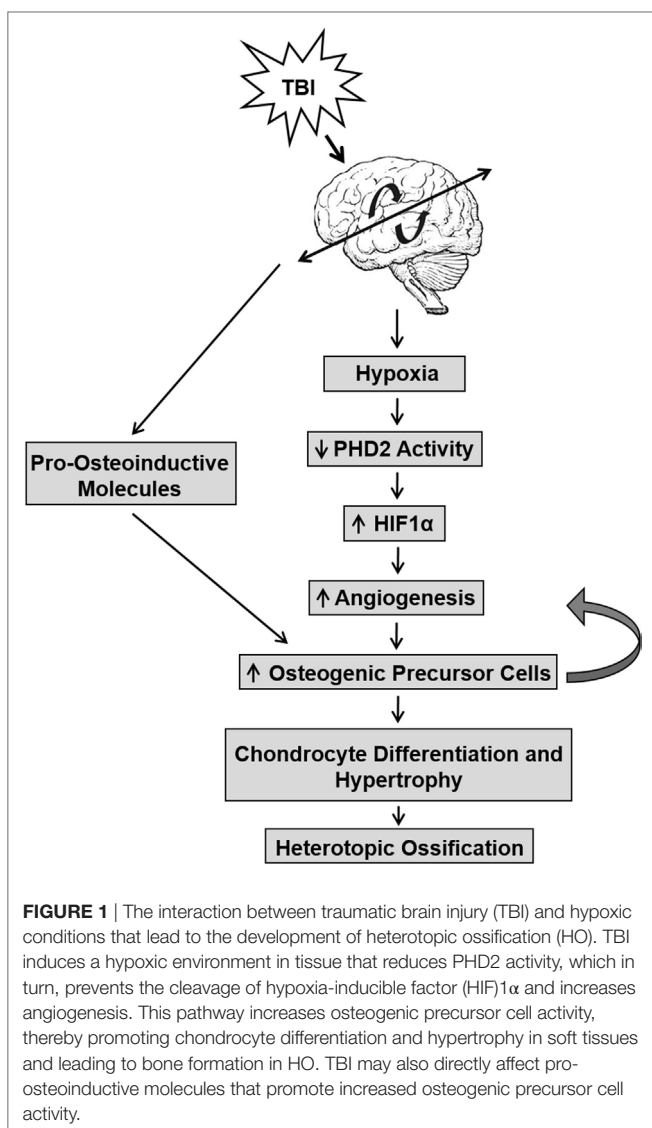 TBI
Hypoxia
↓ PHD2 Activity
Pro-Osteoinductive
Molecules
↑ HIF1α
↑ Angiogenesis
↑ Osteogenic Precursor Cells
Chondrocyte Differentiation and
Hypertrophy
Heterotopic Ossification
FIGURE 1 | The interaction between traumatic brain injury (TBI) and hypoxic
conditions that lead to the development of heterotopic ossification (HO). TBI
induces a hypoxic environment in tissue that reduces PHD2 activity, which in
turn, prevents the cleavage of hypoxia-inducible factor (HIF)1α and increases
angiogenesis. This pathway increases osteogenic precursor cell activity,
thereby promoting chondrocyte differentiation and hypertrophy in soft tissues
and leading to bone formation in HO. TBI may also directly affect pro-
osteoinductive molecules that promote increased osteogenic precursor cell
activity.